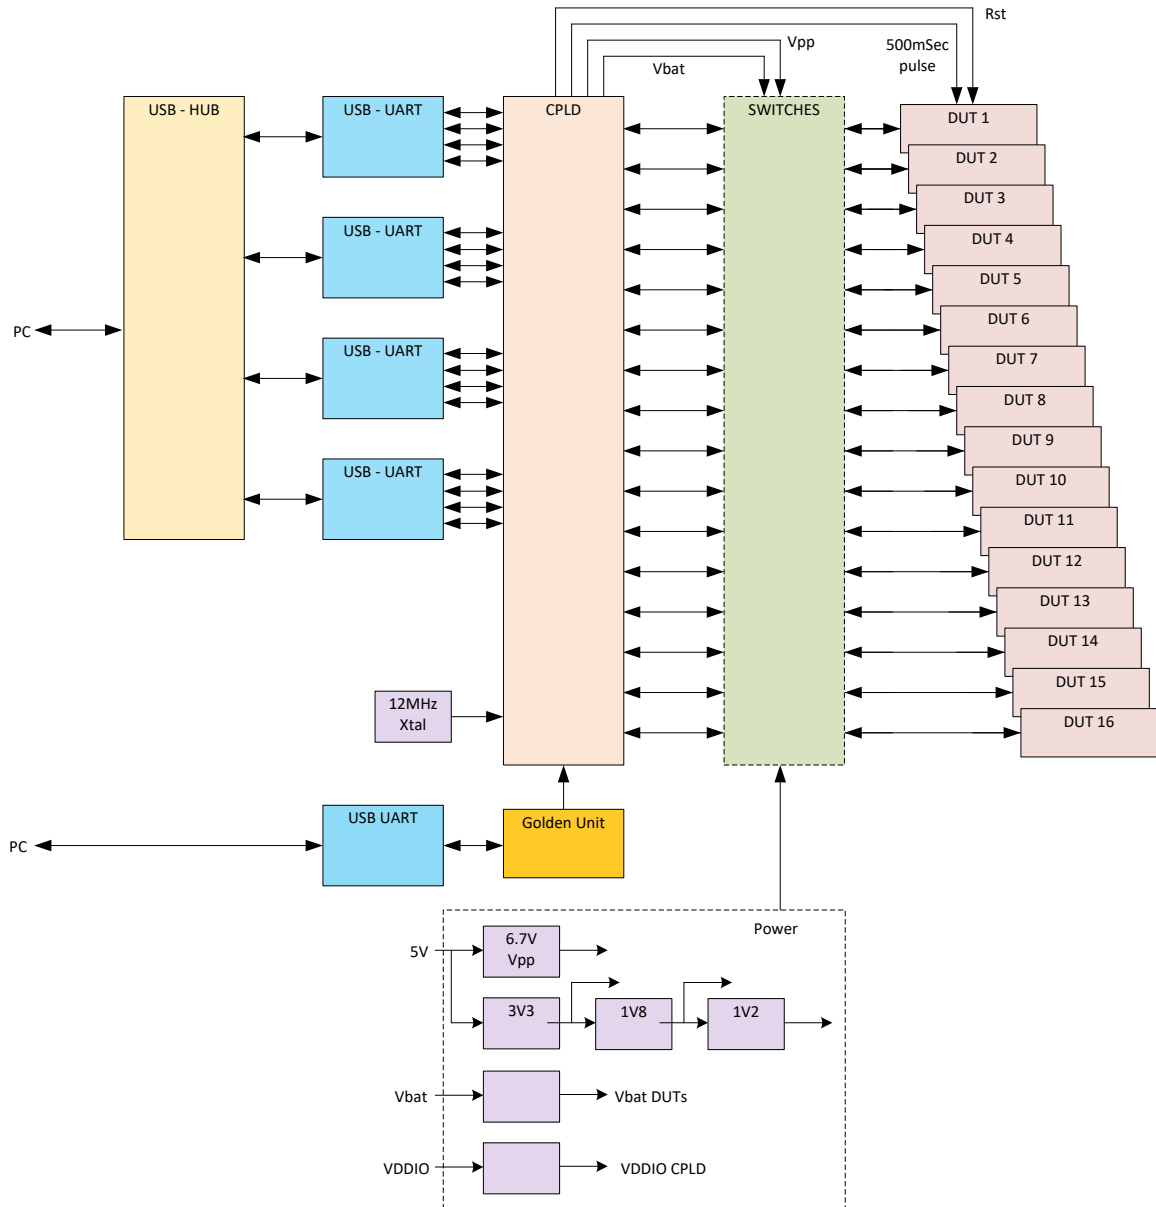 Rst
Vpp
500mSec
pulse
Vbat
USB - HUB
USB - UART
CPLD
SWITCHES
DUT 1
DUT 2
DUT 3
USB - UART
DUT 4
DUT 5
PC
DUT 6
USB - UART
DUT 7
DUT 8
DUT 9
USB - UART
DUT 10
DUT 11
DUT 12
DUT 13
DUT 14
DUT 15
12MHz
Xtal
DUT 16
USB UART
Golden Unit
PC
Power
5V
6.7V
Vpp
3V3
1V8
1V2
Vbat
Vbat DUTs
VDDIO
VDDIO CPLD